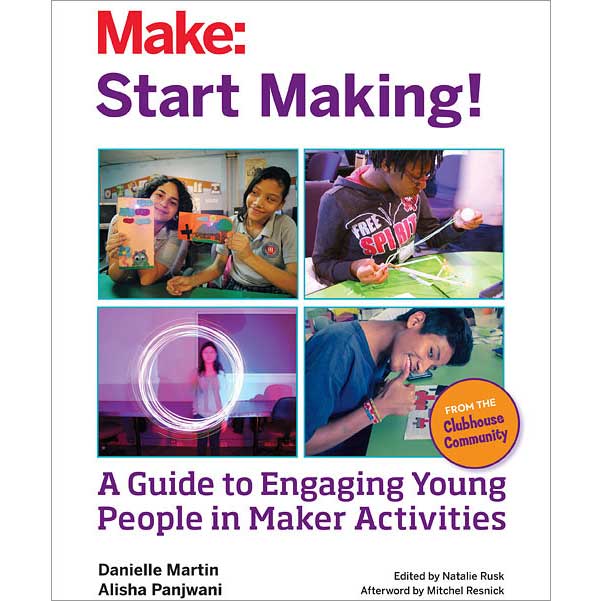 Make:
Start Making!
FREE
SPIRIT
FROM THE
Clubhouse
Community
A Guide to Engaging Young
People in Maker Activities
Danielle Martin
Alisha Panjwani
Edited by Natalie Rusk
Afterword by Mitchel Resnick